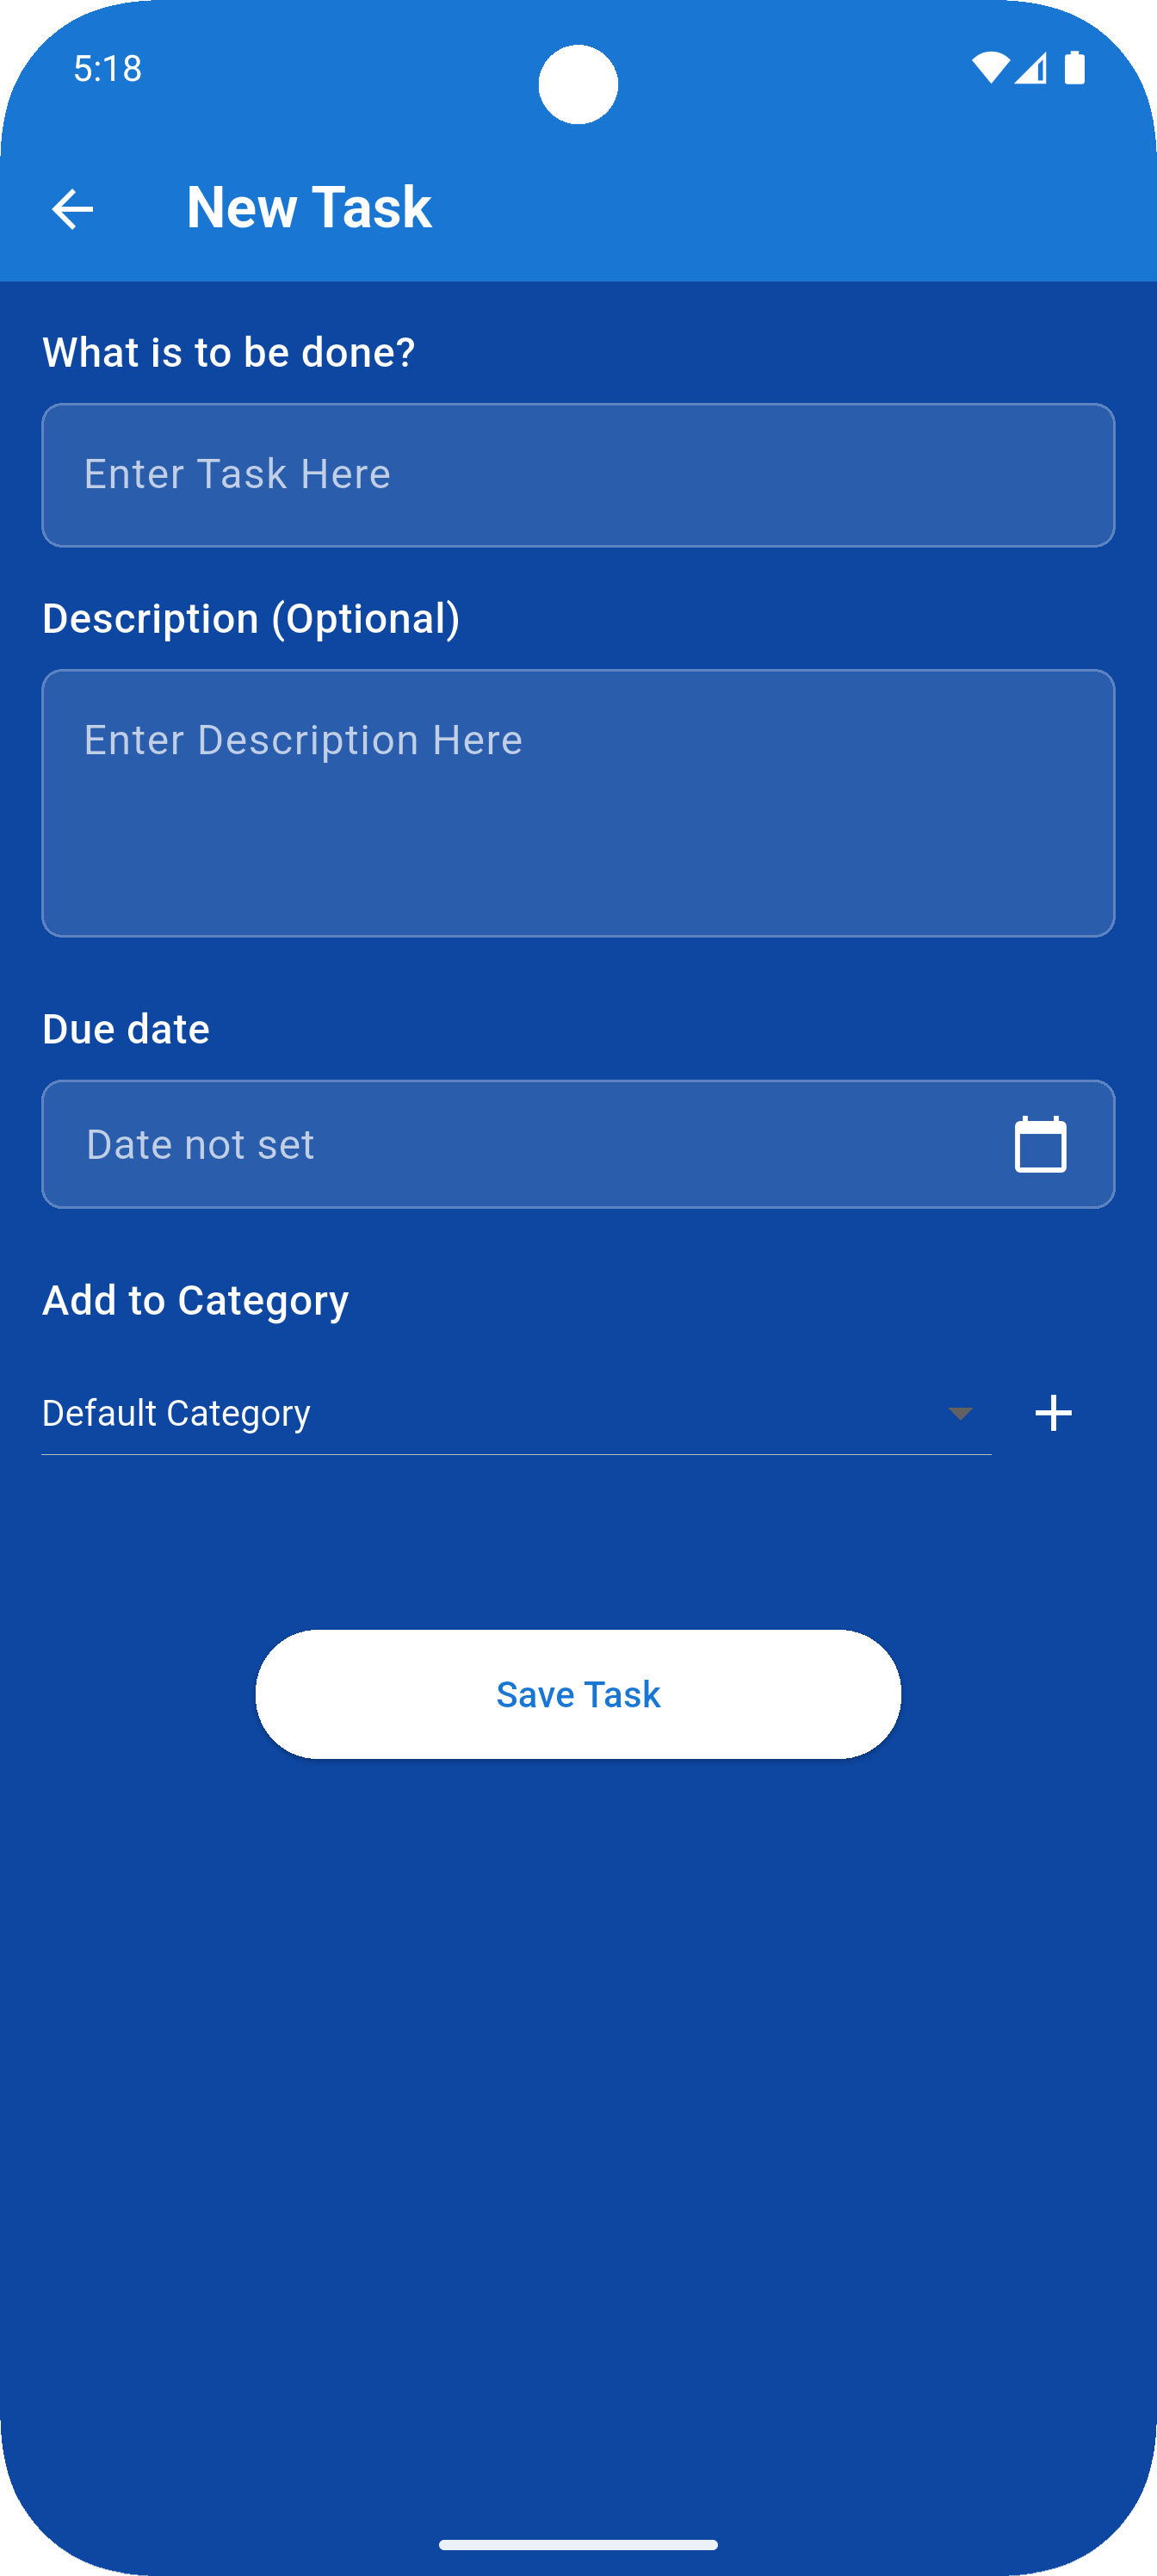 5:18
New Task
What is to be done?
Enter Task Here
Description (Optional)
Enter Description Here
Due date
Date not set
Add to Category
Default Category
Save Task